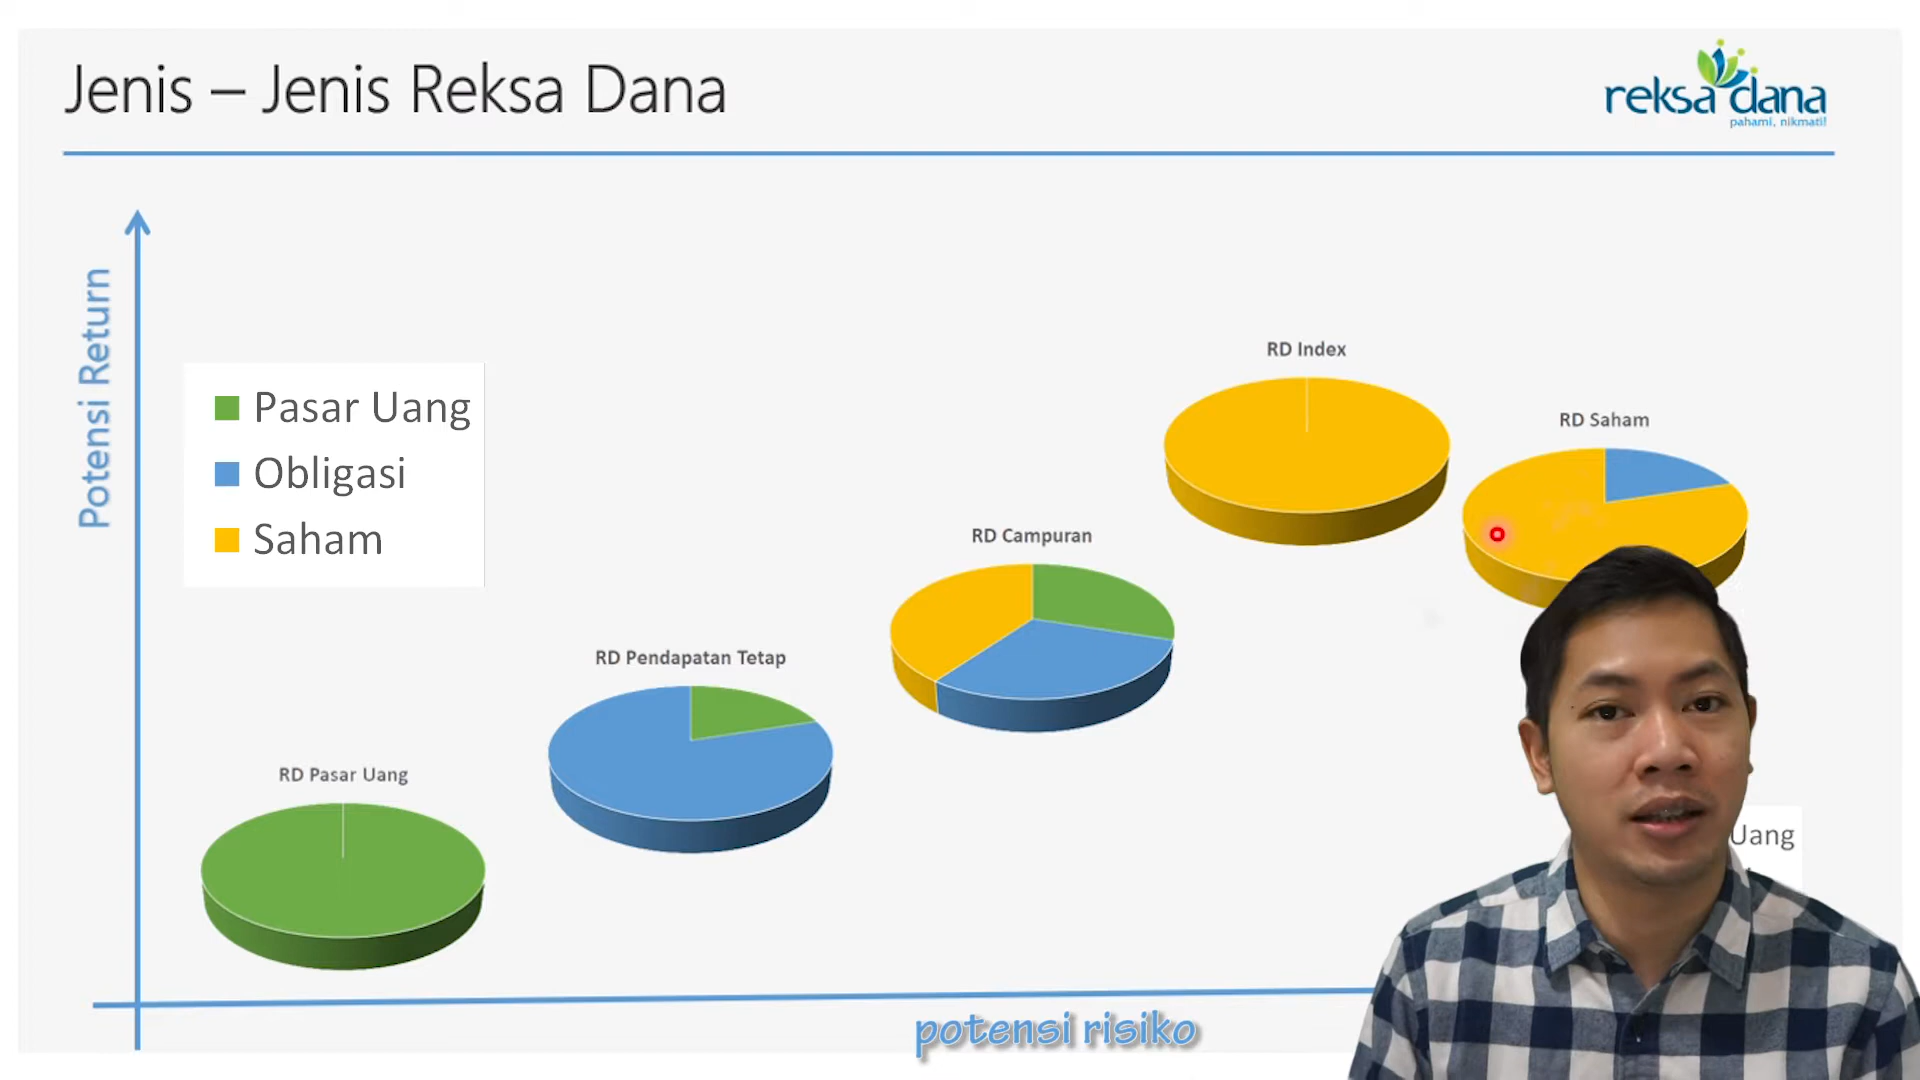 Jenis – Jenis Reksa Dana
reksa dana
pahami, nikmati!
Potensi Return
Pasar Uang
Obligasi
Saham
RD Index
RD Saham
RD Campuran
RD Pendapatan Tetap
RD Pasar Uang
Uang
potensi risiko